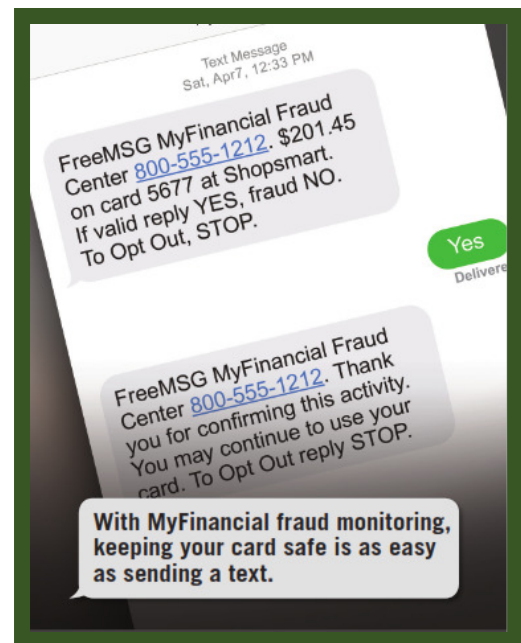 Text Message
Sat, Apr7, 12:33 PM
FreeMSG MyFinancial Fraud
Center 800-555-1212. $201.45
on card 5677 at Shopsmart.
If valid reply YES, fraud NO.
To Opt Out, STOP.
Yes
Delivere
FreeMSG MyFinancial Fraud
Center 800-555-1212. Thank
you for confirming this activity.
You may continue to use your
card. To Opt Out reply STOP.
With MyFinancial fraud monitoring,
keeping your card safe is as easy
as sending a text.